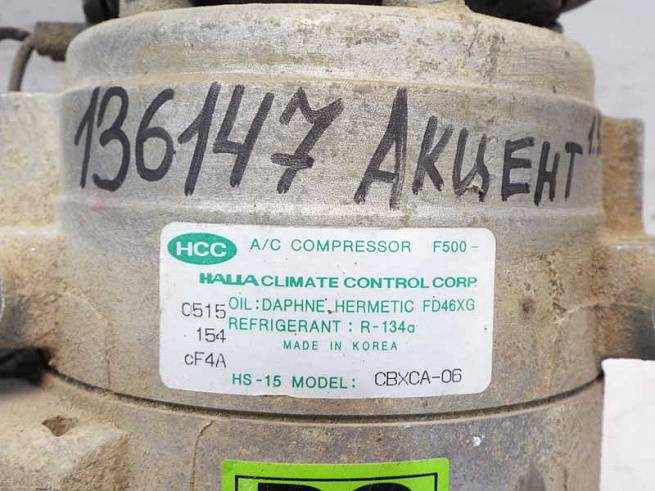 136147 АКЦЕНТ
HCC A/C COMPRESSOR F500-
HALLA CLIMATE CONTROL CORP.
0515 OIL: DAPHNE HERMETIC FD46XG
154 REFRIGERANT : R-134a
MADE IN KOREA
cF4A
HS-15 MODEL: CBXCA-06